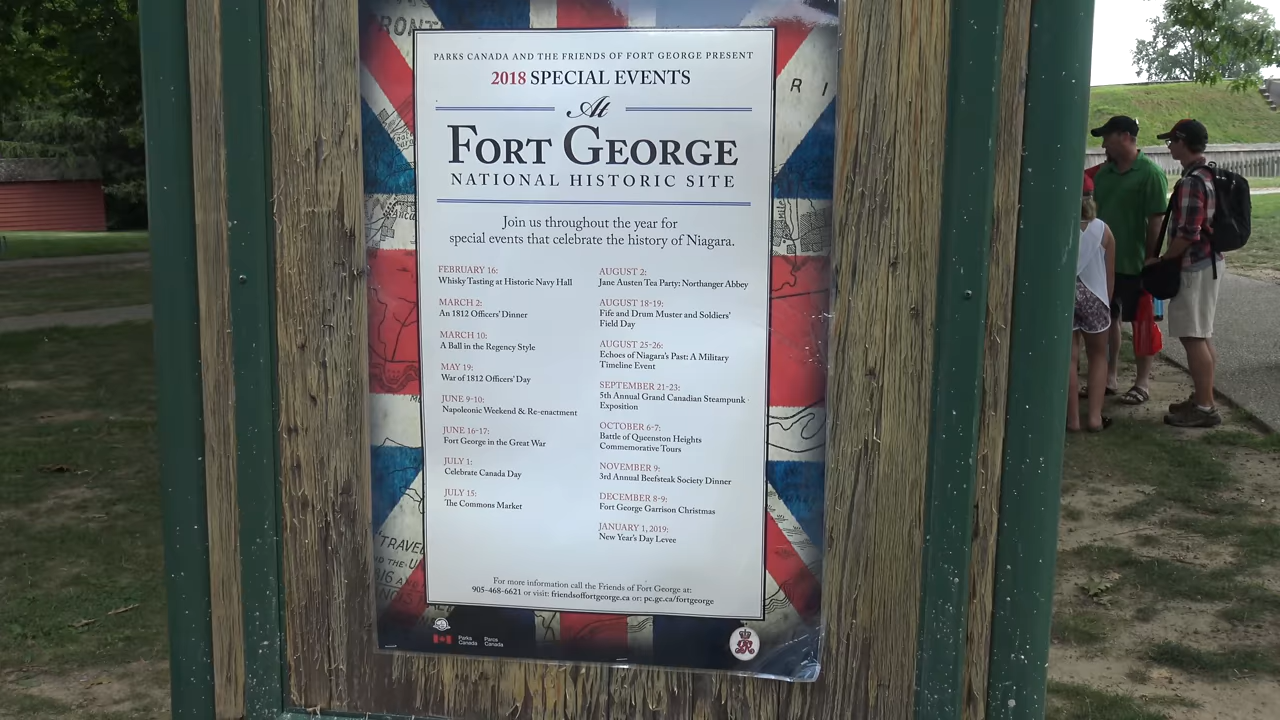 FRONT
R I
PARKS CANADA AND THE FRIENDS OF FORT GEORGE PRESENT
2018 SPECIAL EVENTS
At
FORT GEORGE
NATIONAL HISTORIC SITE
Join us throughout the year for
special events that celebrate the history of Niagara.
FEBRUARY 16:
Whisky Tasting at Historic Navy Hall
MARCH 2:
An 1812 Officers' Dinner
MARCH 10:
A Ball in the Regency Style
MAY 19:
War of 1812 Officers' Day
JUNE 9-10:
Napoleonic Weekend & Re-enactment
JUNE 16-17:
Fort George in the Great War
JULY 1:
Celebrate Canada Day
JULY 15:
The Commons Market
AUGUST 2:
Jane Austen Tea Party: Northanger Abbey
AUGUST 18-19:
Fife and Drum Muster and Soldiers'
Field Day
AUGUST 25-26:
Echoes of Niagara's Past: A Military
Timeline Event
SEPTEMBER 21-23:
5th Annual Grand Canadian Steampunk
Exposition
OCTOBER 6-7:
Battle of Queenston Heights
Commemorative Tours
NOVEMBER 9:
3rd Annual Beefsteak Society Dinner
DECEMBER 8-9:
Fort George Garrison Christmas
JANUARY 1, 2019:
New Year's Day Levee
For more information call the Friends of Fort George at:
905-468-6621 or visit: friendsoffortgeorge.ca or: pc.gc.ca/fortgeorge
"TRAVEL
Parks Canada
Parcs Canada